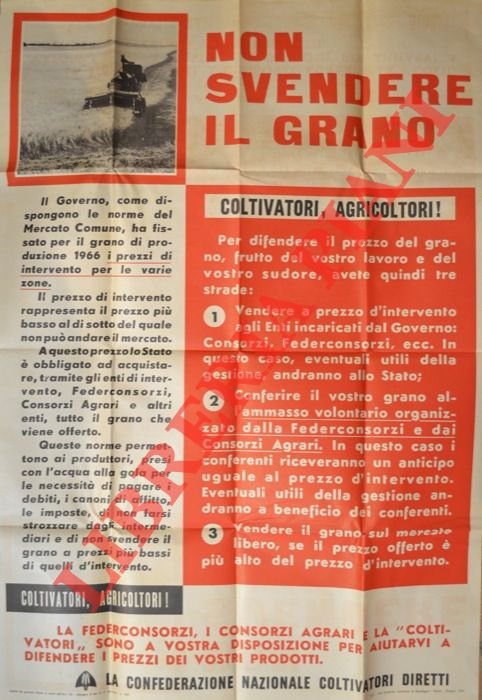 NON
SVENDERE
IL GRANO
Il Governo, come di-
spongono le norme del
Mercato Comune, ha fis-
sato per il grano di pro-
duzione 1966 i prezzi di
intervento per le varie
zone.
Il prezzo di intervento
rappresenta il prezzo più
basso al di sotto del quale
non può andare il mercato.
A questo prezzo lo Stato
è obbligato ad acquista-
re, tramite gli enti di inter-
vento, Federconsorzi,
Consorzi Agrari e altri
enti, tutto il grano che
viene offerto.
Queste norme permet-
tono ai produttori, presi
con l'acqua alla gola per
le necessità di pagare i
debiti, i canoni di affitto,
le imposte, di non farsi
strozzare dagli interme-
diari e di non svendere il
grano a prezzi più bassi
di quelli d'intervento.
COLTIVATORI, AGRICOLTORI!
Per difendere il prezzo del gra-
no, frutto del vostro lavoro e del
vostro sudore, avete quindi tre
strade:
1 Vendere a prezzo d'intervento
agli Enti incaricati dal Governo:
Consorzi, Federconsorzi, ecc. In
questo caso, eventuali utili della
gestione, andranno allo Stato;
2 Conferire il vostro grano al-
l'ammasso volontario organiz-
zato dalla Federconsorzi e dai
Consorzi Agrari. In questo caso i
conferenti riceveranno un anticipo
uguale al prezzo d'intervento.
Eventuali utili della gestione an-
dranno a beneficio dei conferenti.
3 Vendere il grano sul mercato
libero, se il prezzo offerto è
più alto del prezzo d'intervento.
COLTIVATORI, AGRICOLTORI!
LA FEDERCONSORZI, I CONSORZI AGRARI E LA "COLTI-
VATORI" SONO A VOSTRA DISPOSIZIONE PER AIUTARVI A
DIFENDERE I PREZZI DEI VOSTRI PRODOTTI.
LA CONFEDERAZIONE NAZIONALE COLTIVATORI DIRETTI
LIBRERIA PIANI